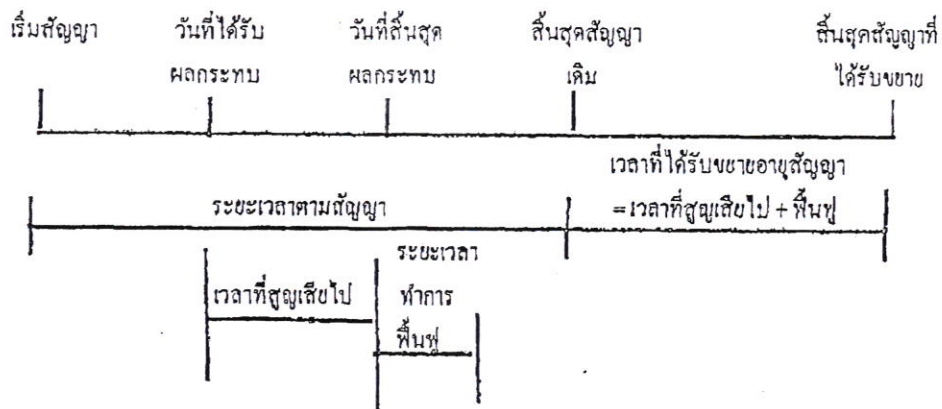 เริ่มสัญญา วันที่ได้รับ วันที่สิ้นสุด สิ้นสุดสัญญา สิ้นสุดสัญญาที่
ผลกระทบ ผลกระทบ เดิม ได้รับขยาย
เวลาที่ได้รับขยายอายุสัญญา
ระยะเวลาตามสัญญา =เวลาที่สูญเสียไป + ฟื้นฟู
ระยะเวลา
เวลาที่สูญเสียไป ทำการ
ฟื้นฟู